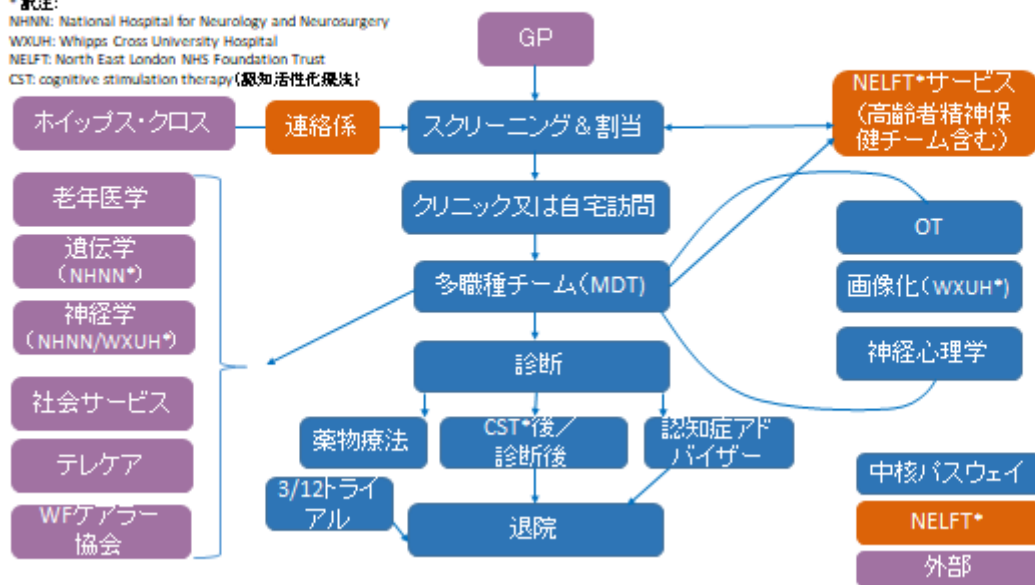 *訳注:
NHNN: National Hospital for Neurology and Neurosurgery
WXUH: Whipps Cross University Hospital
NELFT: North East London NHS Foundation Trust
CST: cognitive stimulation therapy(認知活性化療法)
GP
ホイップス・クロス
連絡係
スクリーニング&割当
NELFT*サービス
(高齢者精神保
健チーム含む)
老年医学
遺伝学
(NHNN*)
神経学
(NHNN/WXUH*)
社会サービス
テレケア
WFケアラー
協会
クリニック又は自宅訪問
多職種チーム(MDT)
診断
薬物療法
CST*後/
診断後
認知症アド
バイザー
3/12トライ
アル
退院
OT
画像化(WXUH*)
神経心理学
中核パスウェイ
NELFT*
外部